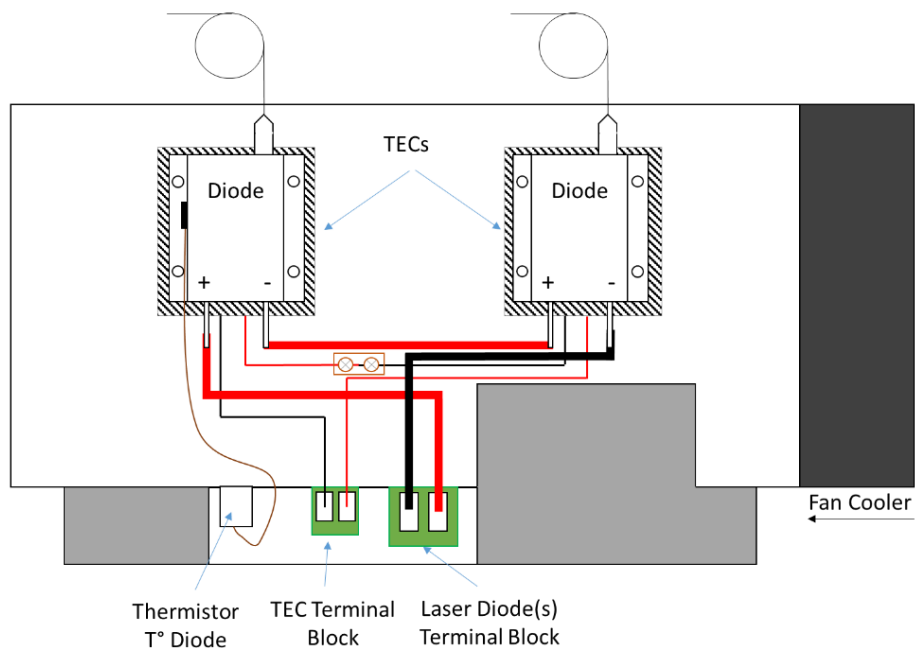 TECs
Diode
Diode
+ -
+ -
Fan Cooler
Thermistor
T° Diode
TEC Terminal
Block
Laser Diode(s)
Terminal Block